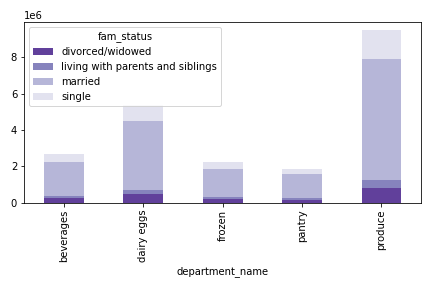 1e6
fam_status
divorced/widowed
living with parents and siblings
married
single
8
6
4
2
0
beverages
dairy eggs
frozen
pantry
produce
department_name